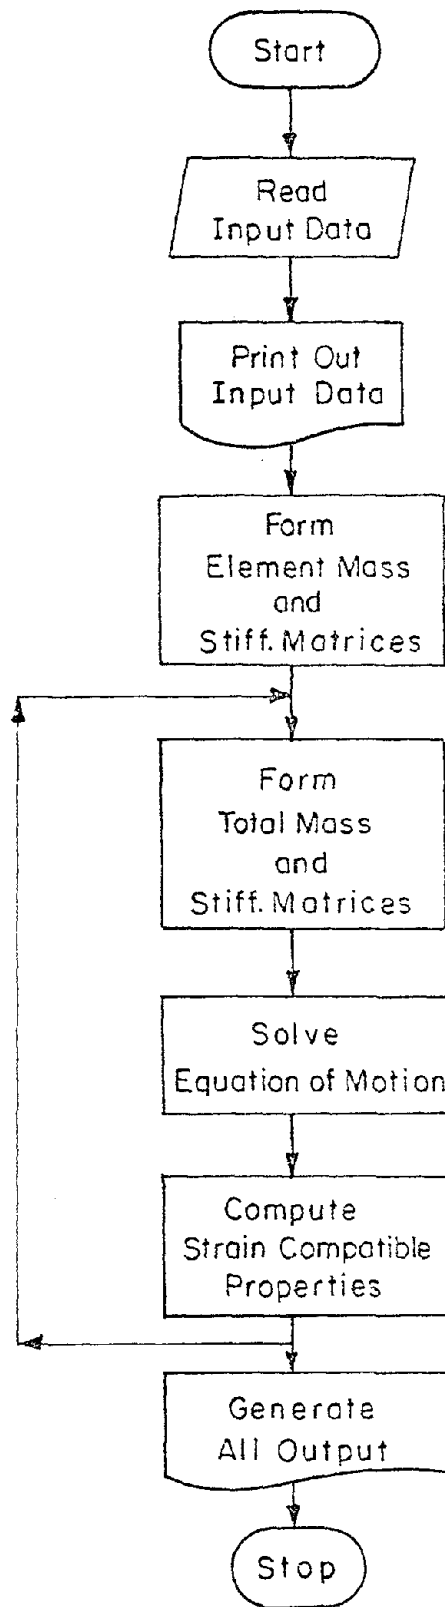 Start
Read
Input Data
Print Out
Input Data
Form
Element Mass
and
Stiff. Matrices
Form
Total Mass
and
Stiff. Matrices
Solve
Equation of Motion
Compute
Strain Compatible
Properties
Generate
All Output
Stop